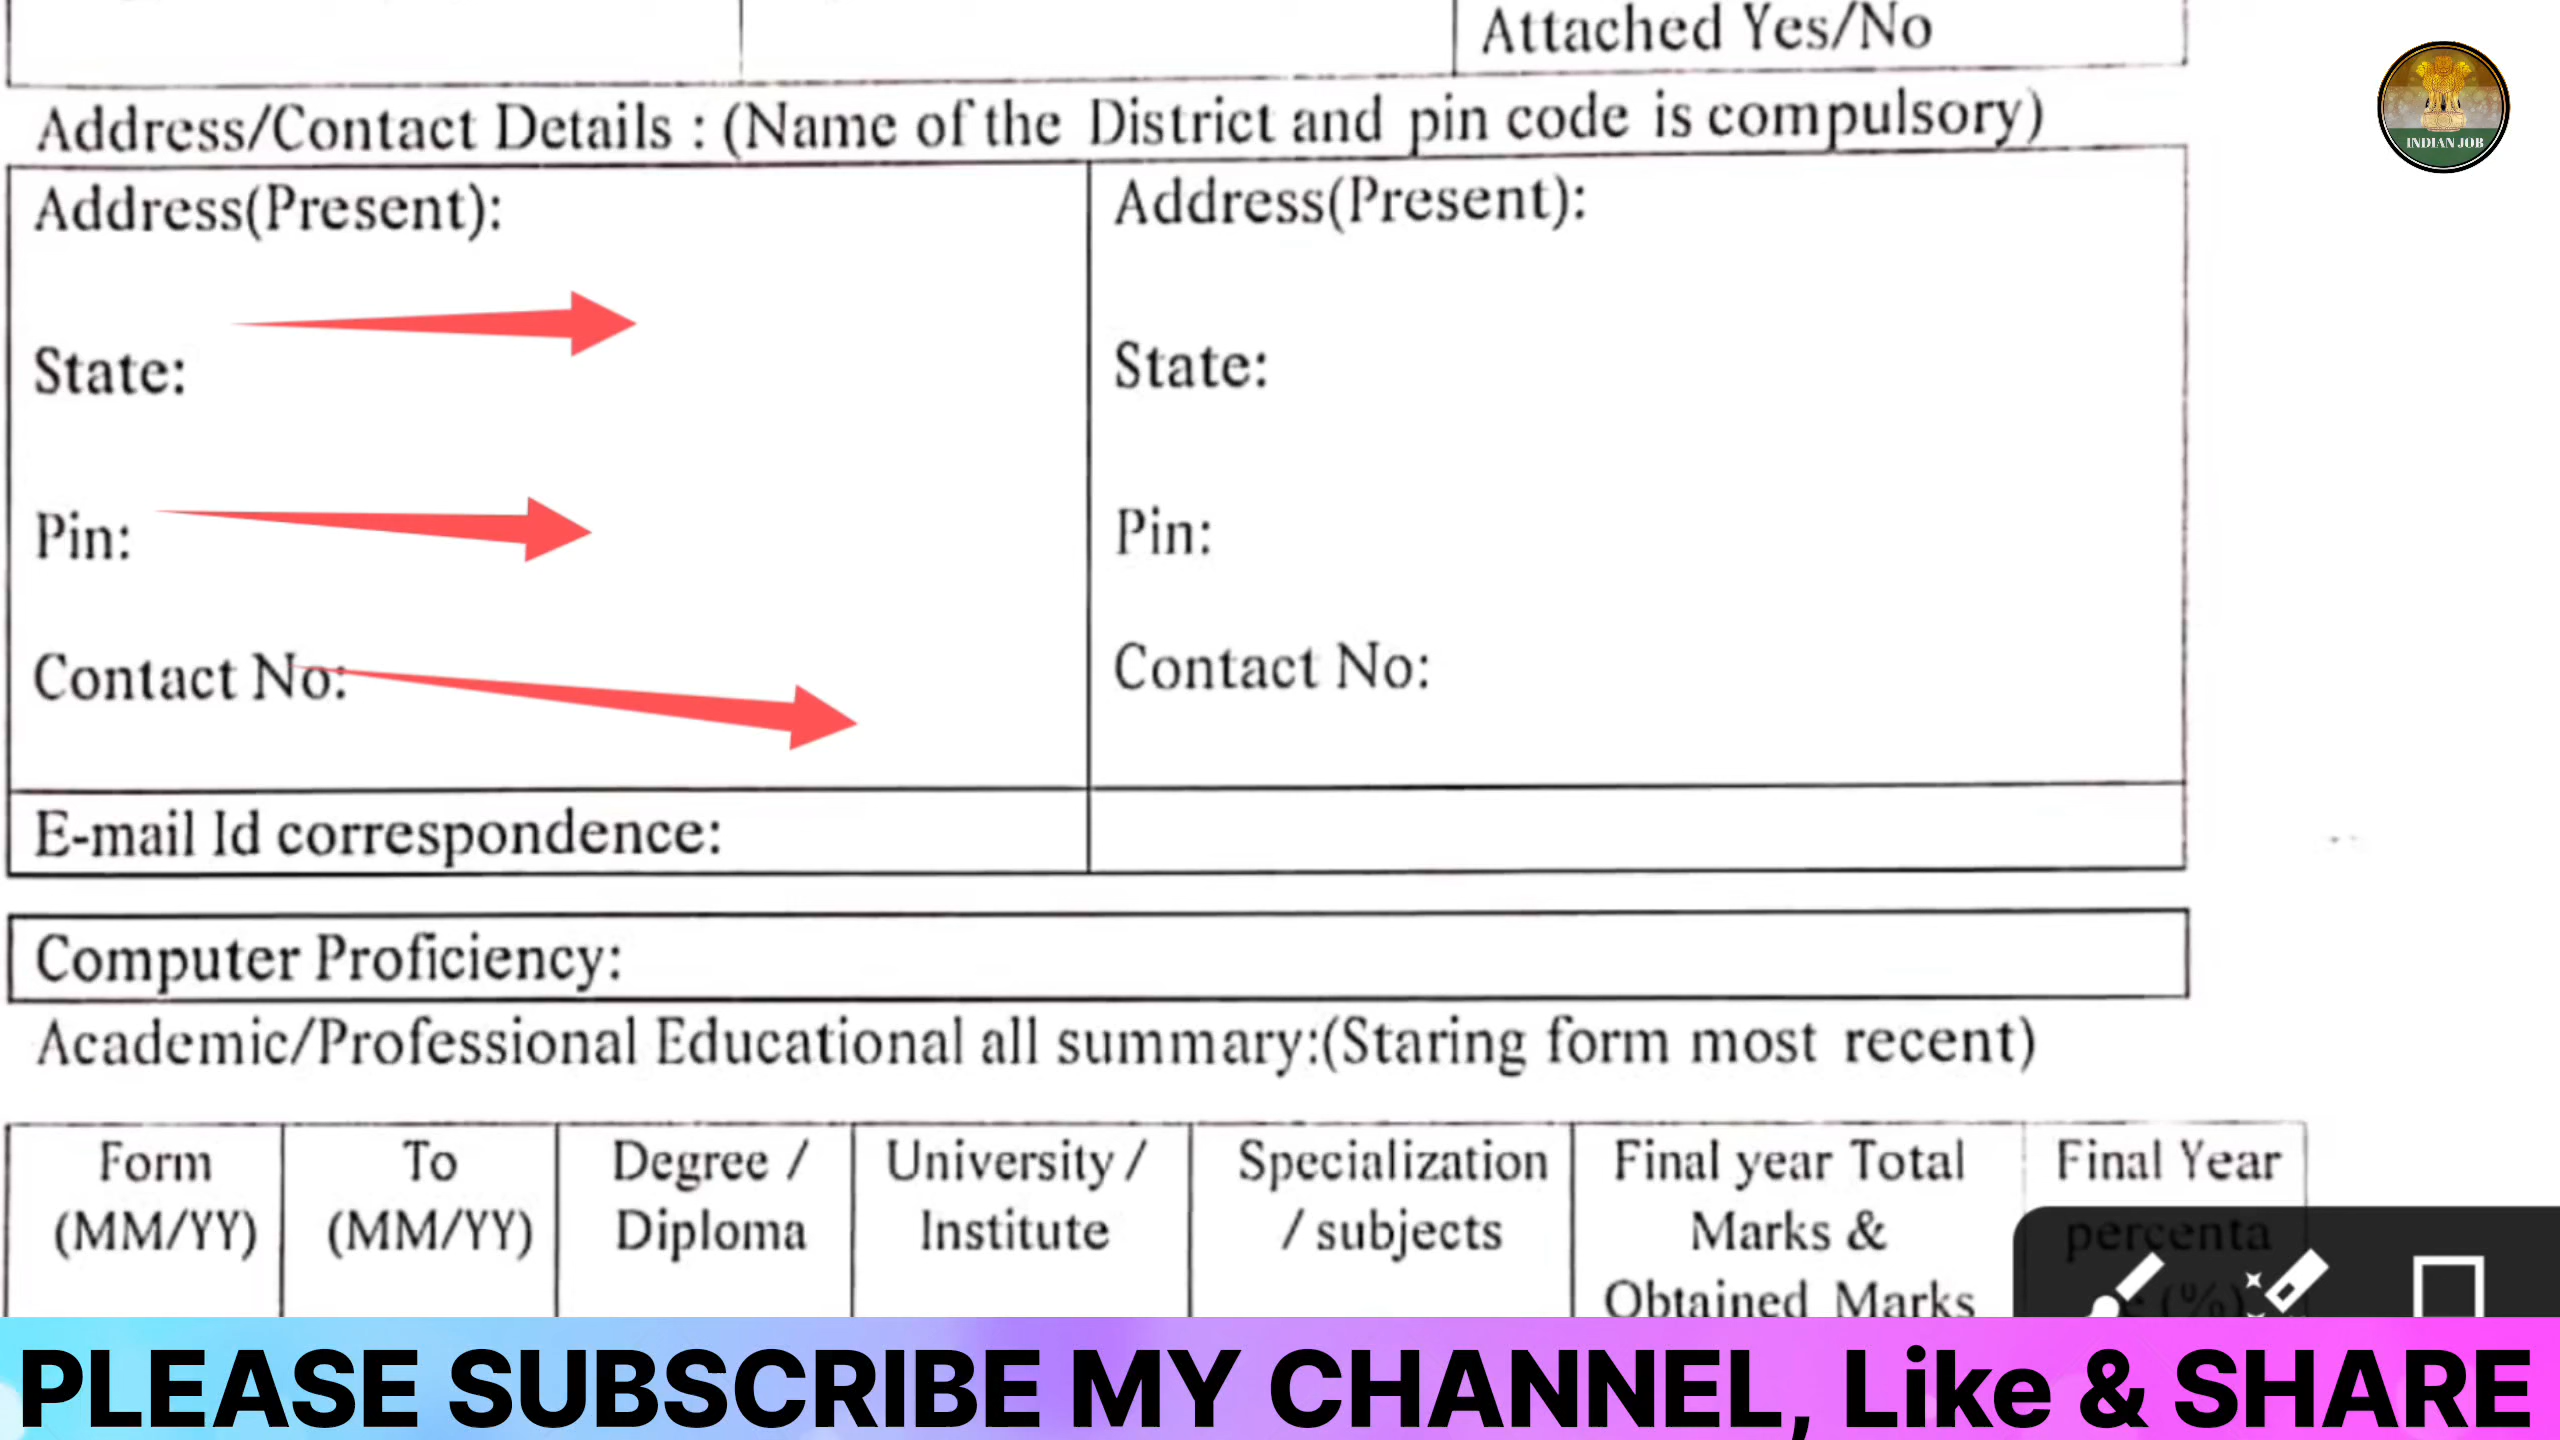 Attached Yes/No
INDIAN JOB
Address/Contact Details : (Name of the District and pin code is compulsory)
Address(Present):
State:
Pin:
Contact No:
Address(Present):
State:
Pin:
Contact No:
E-mail Id correspondence:
Computer Proficiency:
Academic/Professional Educational all summary:(Staring form most recent)
Form
(MM/YY)
To
(MM/YY)
Degree /
Diploma
University /
Institute
Specialization
/ subjects
Final year Total
Marks &
Obtained Marks
Final Year
percenta
(%)
PLEASE SUBSCRIBE MY CHANNEL, Like & SHARE